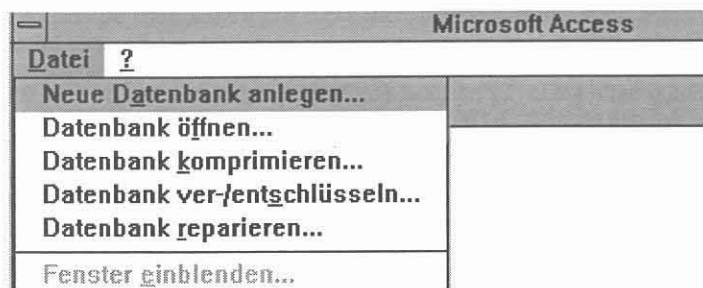 Microsoft Access
Datei ?
Neue Datenbank anlegen...
Datenbank öffnen...
Datenbank komprimieren...
Datenbank ver-/entschlüsseln...
Datenbank reparieren...
Fenster einblenden...